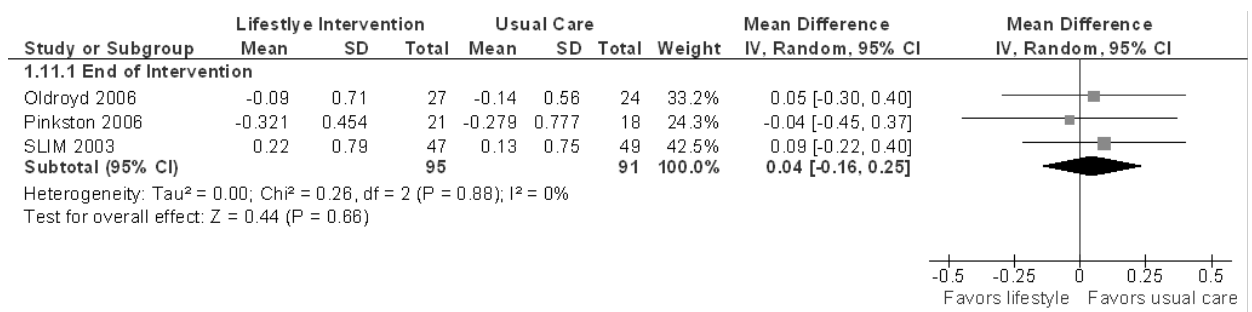 Lifestlye Intervention Usual Care Mean Difference Mean Difference
Study or Subgroup Mean SD Total Mean SD Total Weight IV, Random, 95% CI IV, Random, 95% CI
1.11.1 End of Intervention
Oldroyd 2006 -0.09 0.71 27 -0.14 0.56 24 33.2% 0.05 [-0.30, 0.40]
Pinkston 2006 -0.321 0.454 21 -0.279 0.777 18 24.3% -0.04 [-0.45, 0.37]
SLIM 2003 0.22 0.79 47 0.13 0.75 49 42.5% 0.09 [-0.22, 0.40]
Subtotal (95% CI) 95 91 100.0% 0.04 [-0.16, 0.25]
Heterogeneity: Tau² = 0.00; Chi² = 0.26, df = 2 (P = 0.88); I² = 0%
Test for overall effect: Z = 0.44 (P = 0.66)
-0.5 -0.25 0 0.25 0.5
Favors lifestyle Favors usual care